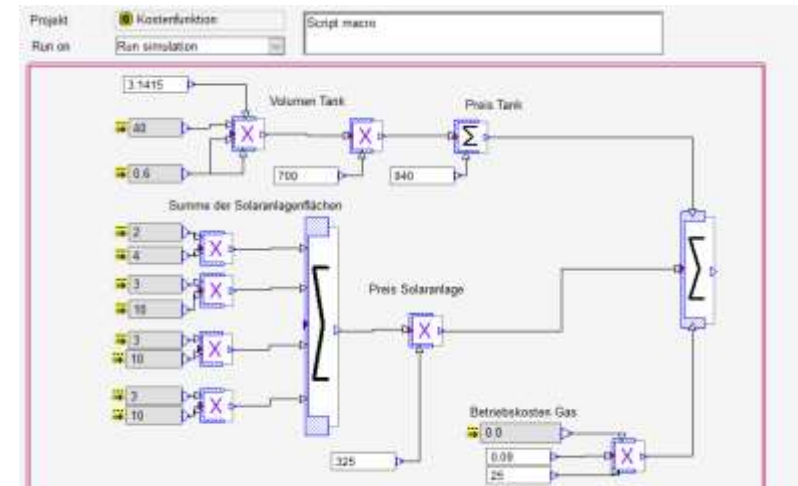 Projekt Kostenfunktion Script macro
Run on Run simulation
3.1415
Volumen Tank Preis Tank
40
X X Σ
0.6 700 840
Summe der Solaranlagenflächen
2
X
4
3 Preis Solaranlage
X
10
3
X X
10
3
X
10
Betriebskosten Gas
0.0
325 0.09 X
25